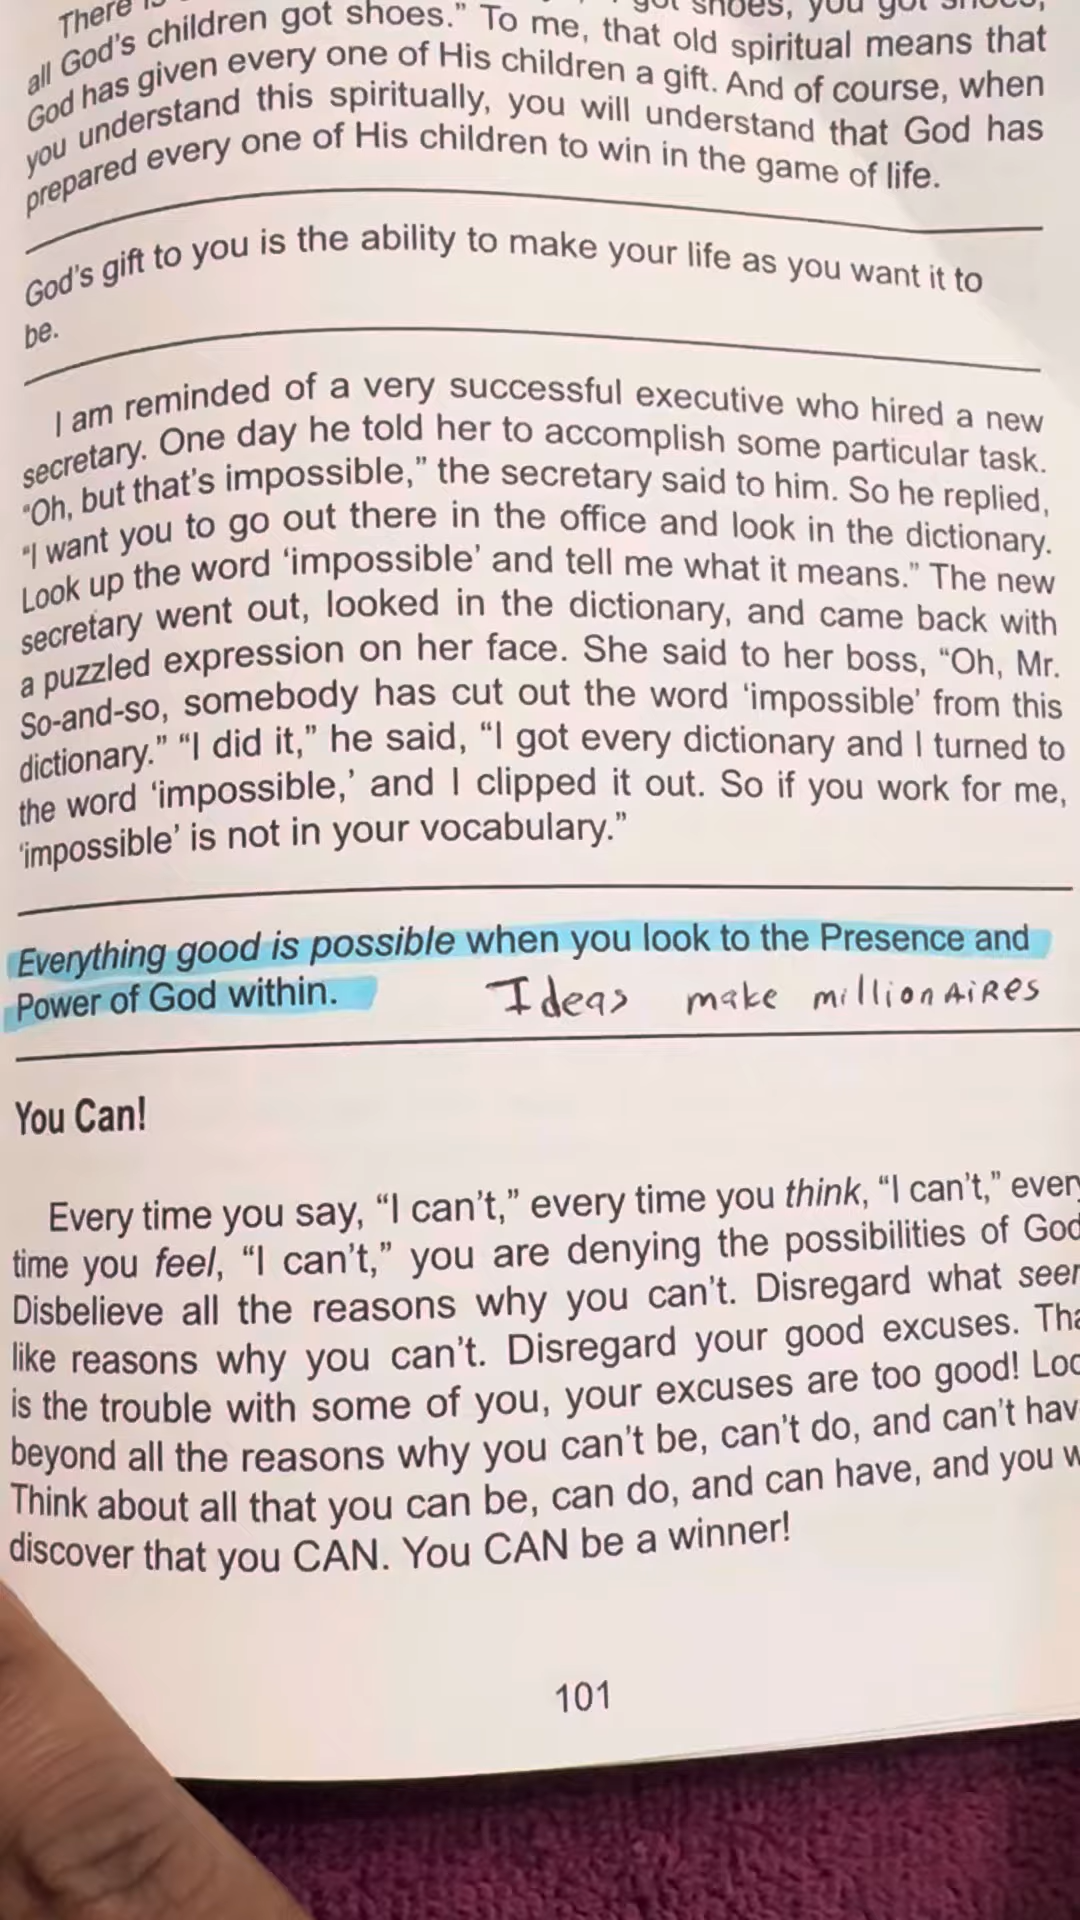 There
got shoes, you got shoes,
all God's children got shoes." To me, that old spiritual means that
God has given every one of His children a gift. And of course, when
you understand this spiritually, you will understand that God has
prepared every one of His children to win in the game of life.
God's gift to you is the ability to make your life as you want it to
be.
I am reminded of a very successful executive who hired a new
secretary. One day he told her to accomplish some particular task.
"Oh, but that's impossible," the secretary said to him. So he replied,
"I want you to go out there in the office and look in the dictionary.
Look up the word 'impossible' and tell me what it means." The new
secretary went out, looked in the dictionary, and came back with
a puzzled expression on her face. She said to her boss, "Oh, Mr.
So-and-so, somebody has cut out the word 'impossible' from this
dictionary." "I did it," he said, "I got every dictionary and I turned to
the word 'impossible,' and I clipped it out. So if you work for me,
'impossible' is not in your vocabulary."
Everything good is possible when you look to the Presence and
Power of God within.
Ideas make millionAiRes
You Can!
Every time you say, "I can't," every time you think, "I can't," every
time you feel, "I can't," you are denying the possibilities of God
Disbelieve all the reasons why you can't. Disregard what
like reasons why you can't. Disregard your good excuses.
is the trouble with some of you, your excuses are too good!
beyond all the reasons why you can't be, can't do, and can't
Think about all that you can be, can do, and can have, and you
discover that you CAN. You CAN be a winner!
101